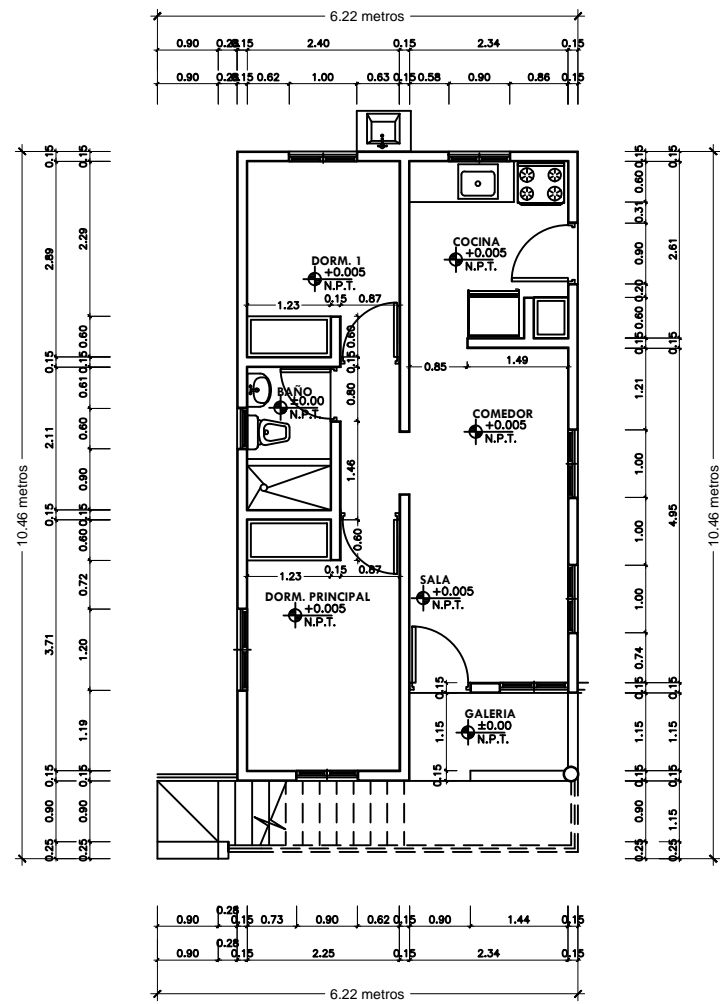 6.22 metros
0.90 0.28 0.15 2.40 0.15 2.34 0.15
0.90 0.28 0.15 0.62 1.00 0.63 0.15 0.58 0.90 0.86 0.15
10.46 metros
0.15
2.89
0.15
2.11
0.15
3.71
0.15
0.90
0.25
0.15
2.29
0.60
0.15
0.61
0.60
0.90
0.15
0.60
0.72
1.20
1.19
0.15
0.90
0.25
DORM. 1
+0.005
N.P.T.
1.23 0.15 0.87
0.60
0.15
0.80
1.46
0.60
BAÑO
±0.00
N.P.T.
1.23 0.15 0.87
DORM. PRINCIPAL
+0.005
N.P.T.
COCINA
+0.005
N.P.T.
0.85 1.49
COMEDOR
+0.005
N.P.T.
SALA
+0.005
N.P.T.
0.15
1.15
0.15
GALERIA
±0.00
N.P.T.
0.15
0.60
0.31
0.90
0.20
0.60
0.15
1.21
1.00
1.00
1.00
0.74
0.15
1.15
0.15
0.90
0.25
0.15
2.61
0.15
4.95
0.15
1.15
0.15
1.15
0.25
10.46 metros
0.90 0.28 0.15 0.73 0.90 0.62 0.15 0.90 1.44 0.15
0.90 0.28 0.15 2.25 0.15 2.34 0.15
6.22 metros